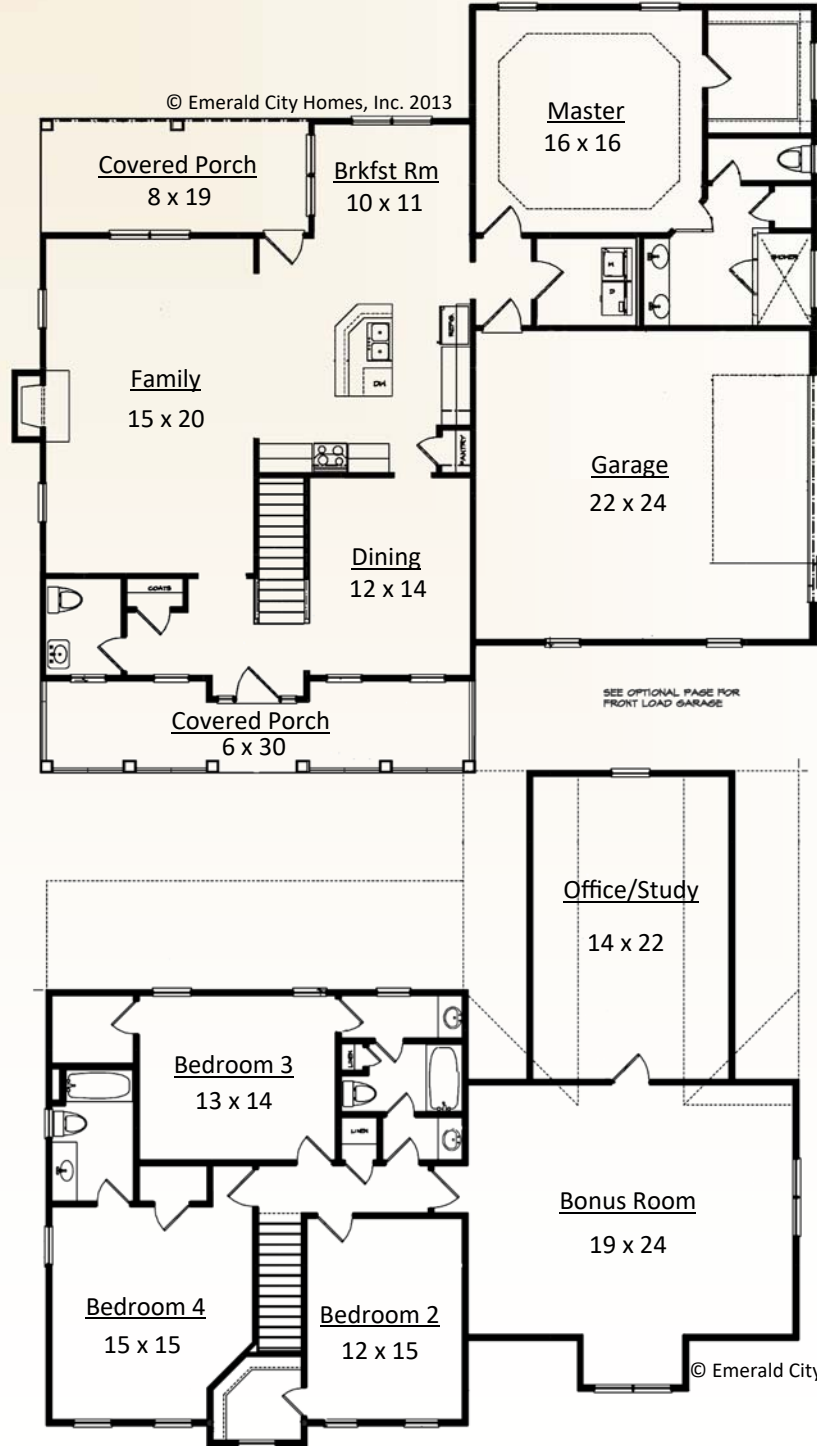 © Emerald City Homes, Inc. 2013
Master
16 x 16
Covered Porch
8 x 19
Brkfst Rm
10 x 11
SHOWER
W
D
REFRG
Family
15 x 20
DW
PANTRY
Garage
22 x 24
Dining
12 x 14
COATS
SEE OPTIONAL PAGE FOR
FRONT LOAD GARAGE
Covered Porch
6 x 30
Office/Study
14 x 22
Bedroom 3
13 x 14
LINEN
LINEN
Bonus Room
19 x 24
Bedroom 4
15 x 15
Bedroom 2
12 x 15
© Emerald City